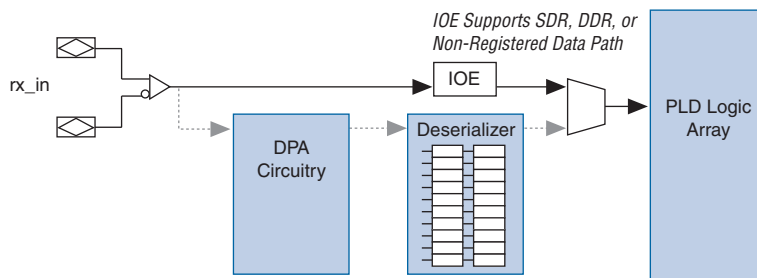 IOE Supports SDR, DDR, or
Non-Registered Data Path
rx_in
IOE
PLD Logic
Array
DPA
Circuitry
Deserializer